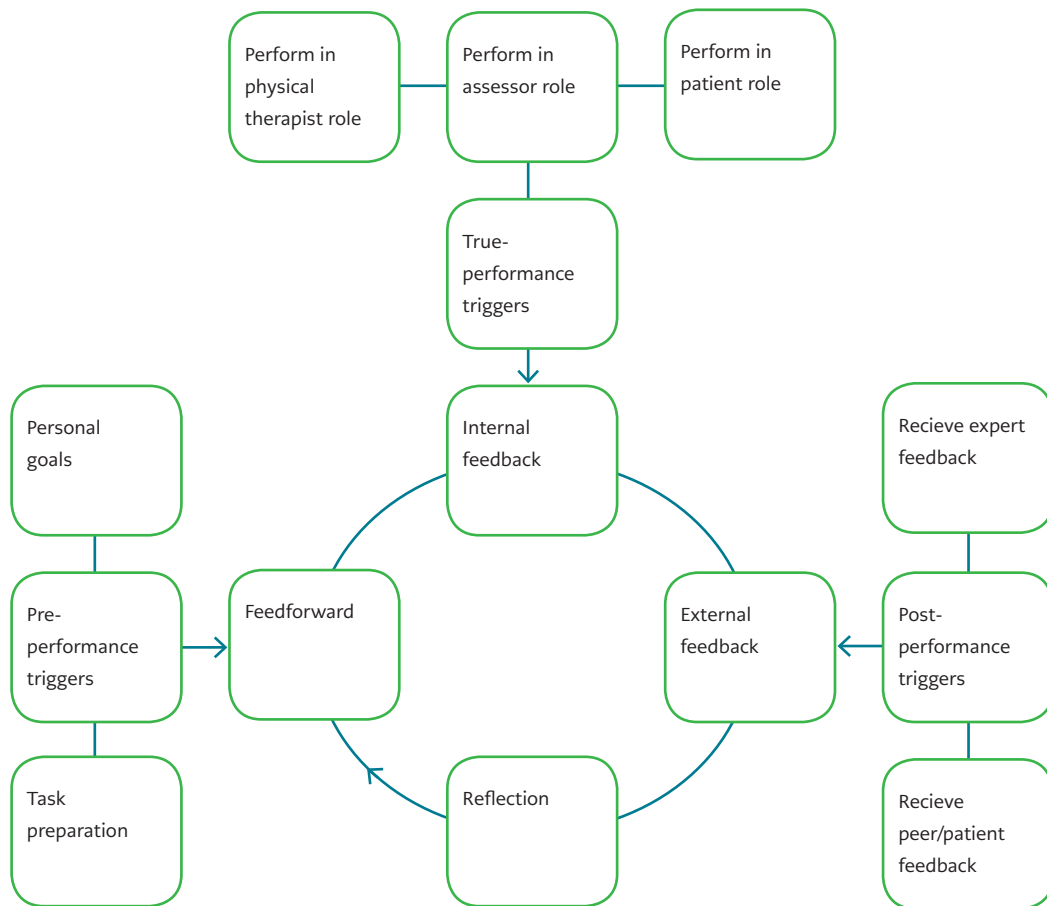 Perform in
physical
therapist role
Perform in
assessor role
Perform in
patient role
True-
performance
triggers
Personal
goals
Internal
feedback
Recieve expert
feedback
Pre-
performance
triggers
Feedforward
External
feedback
Post-
performance
triggers
Task
preparation
Reflection
Recieve
peer/patient
feedback